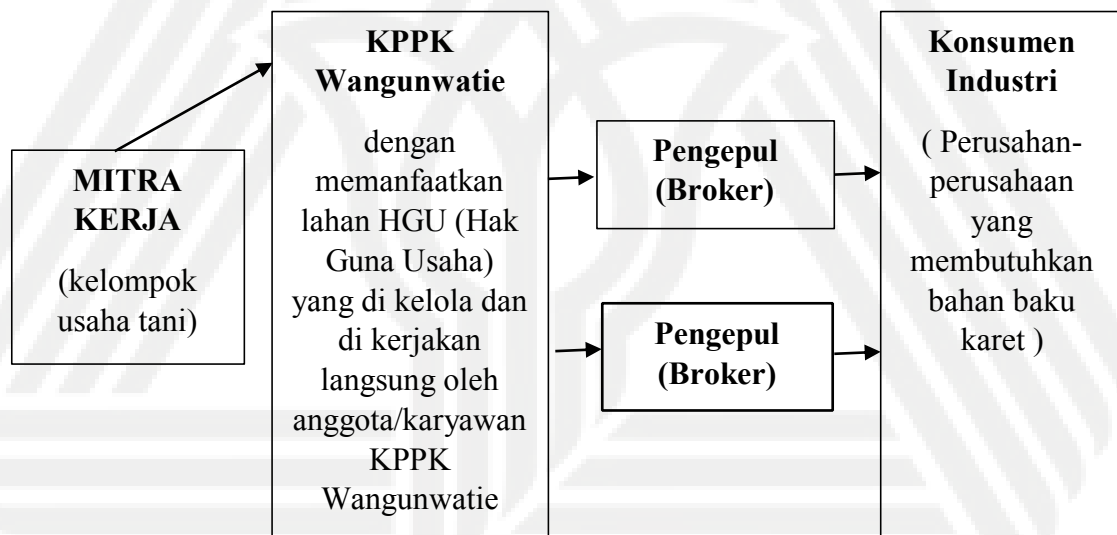 MITRA
KERJA
(kelompok
usaha tani)
KPPK
Wangunwatie
dengan
memanfaatkan
lahan HGU (Hak
Guna Usaha)
yang di kelola dan
di kerjakan
langsung oleh
anggota/karyawan
KPPK
Wangunwatie
Pengepul
(Broker)
Pengepul
(Broker)
Konsumen
Industri
( Perusahan-
perusahaan
yang
membutuhkan
bahan baku
karet )